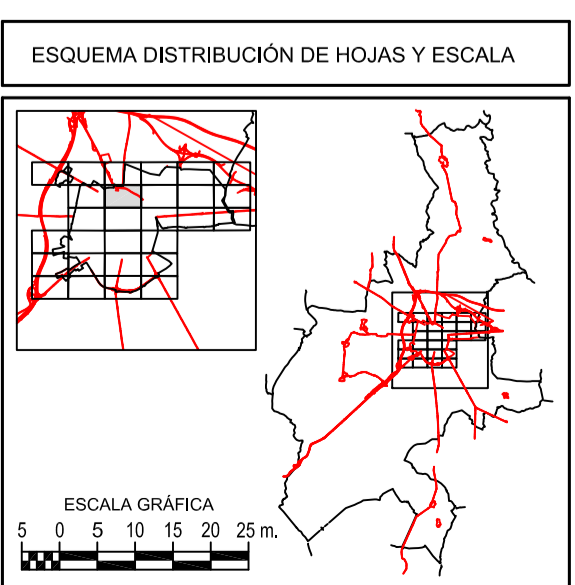 ESQUEMA DISTRIBUCIÓN DE HOJAS Y ESCALA
ESCALA GRÁFICA
5 0 5 10 15 20 25 m.